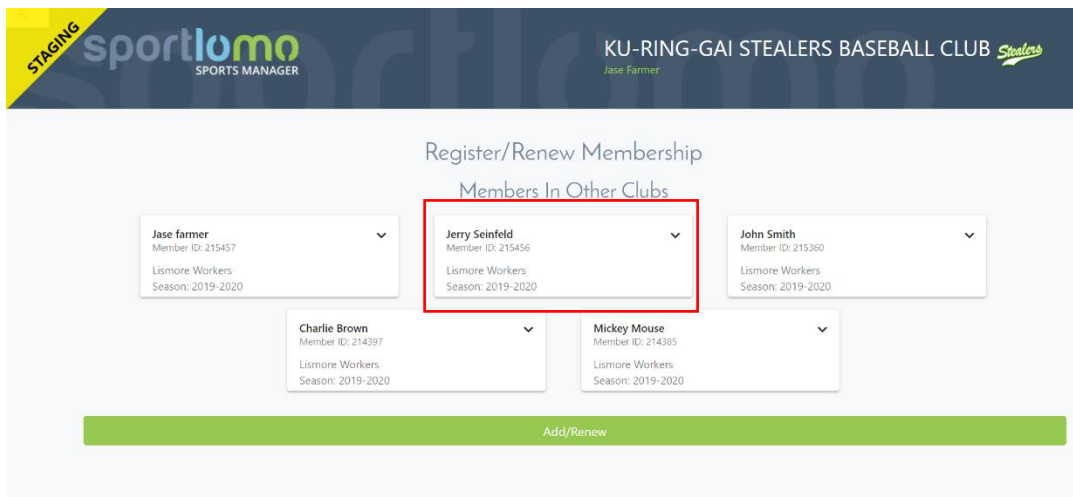 STAGING
sportlomo
SPORTS MANAGER
KU-RING-GAI STEALERS BASEBALL CLUB Stealers
Jase Farmer
Register/Renew Membership
Members In Other Clubs
Jase farmer
Member ID: 215457
Lismore Workers
Season: 2019-2020
Jerry Seinfeld
Member ID: 215456
Lismore Workers
Season: 2019-2020
John Smith
Member ID: 215360
Lismore Workers
Season: 2019-2020
Charlie Brown
Member ID: 214397
Lismore Workers
Season: 2019-2020
Mickey Mouse
Member ID: 214385
Lismore Workers
Season: 2019-2020
Add/Renew